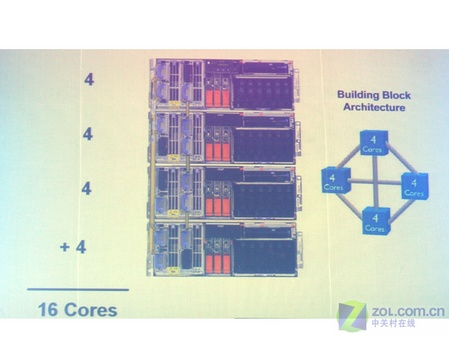 4
4
4
+ 4
16 Cores
Building Block
Architecture
4
Cores
4
Cores
4
Cores
4
Cores
Z
ZOL.COM.CN
中关村在线